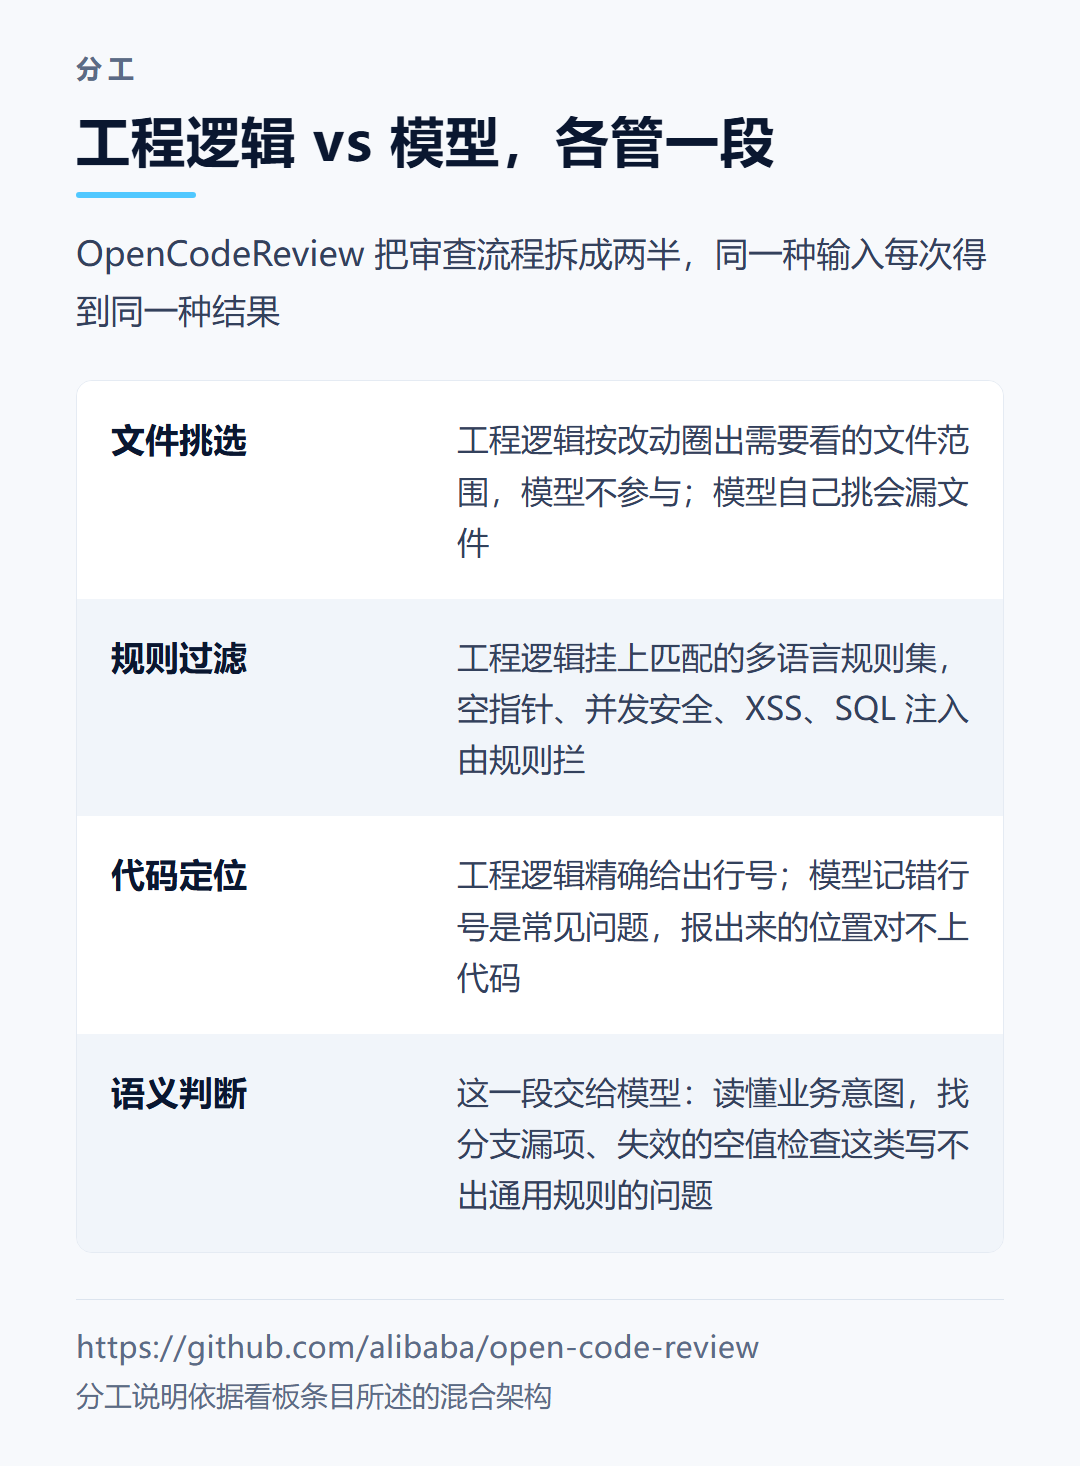 分工
工程逻辑 vs 模型，各管一段
OpenCodeReview 把审查流程拆成两半，同一种输入每次得
到同一种结果
文件挑选
工程逻辑按改动圈出需要看的文件范
围，模型不参与；模型自己挑会漏文
件
规则过滤
工程逻辑挂上匹配的多语言规则集，
空指针、并发安全、XSS、SQL 注入
由规则拦
代码定位
工程逻辑精确给出行号；模型记错行
号是常见问题，报出来的位置对不上
代码
语义判断
这一段交给模型：读懂业务意图，找
分支漏项、失效的空值检查这类写不
出通用规则的问题
https://github.com/alibaba/open-code-review
分工说明依据看板条目所述的混合架构